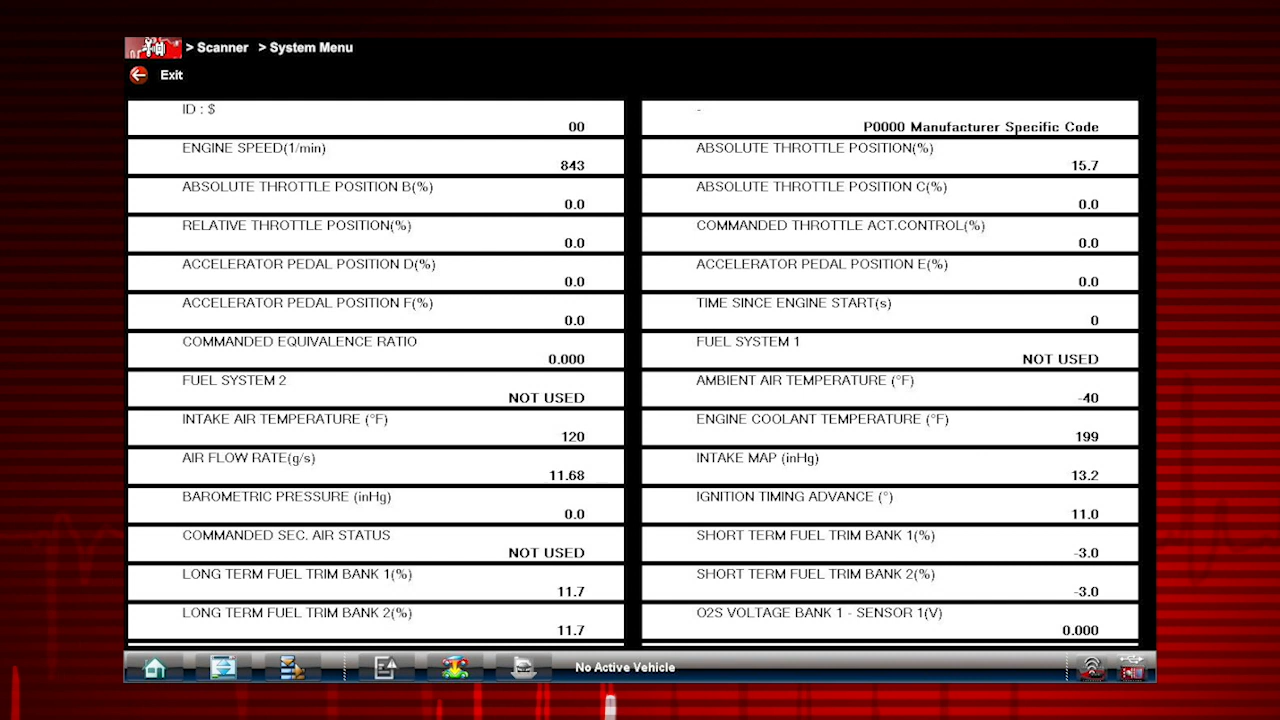 > Scanner > System Menu
Exit
ID : $
00
-
P0000 Manufacturer Specific Code
ENGINE SPEED(1/min)
843
ABSOLUTE THROTTLE POSITION(%)
15.7
ABSOLUTE THROTTLE POSITION B(%)
0.0
ABSOLUTE THROTTLE POSITION C(%)
0.0
RELATIVE THROTTLE POSITION(%)
0.0
COMMANDED THROTTLE ACT.CONTROL(%)
0.0
ACCELERATOR PEDAL POSITION D(%)
0.0
ACCELERATOR PEDAL POSITION E(%)
0.0
ACCELERATOR PEDAL POSITION F(%)
0.0
TIME SINCE ENGINE START(s)
0
COMMANDED EQUIVALENCE RATIO
0.000
FUEL SYSTEM 1
NOT USED
FUEL SYSTEM 2
NOT USED
AMBIENT AIR TEMPERATURE (°F)
-40
INTAKE AIR TEMPERATURE (°F)
120
ENGINE COOLANT TEMPERATURE (°F)
199
AIR FLOW RATE(g/s)
11.68
INTAKE MAP (inHg)
13.2
BAROMETRIC PRESSURE (inHg)
0.0
IGNITION TIMING ADVANCE (°)
11.0
COMMANDED SEC. AIR STATUS
NOT USED
SHORT TERM FUEL TRIM BANK 1(%)
-3.0
LONG TERM FUEL TRIM BANK 1(%)
11.7
SHORT TERM FUEL TRIM BANK 2(%)
-3.0
LONG TERM FUEL TRIM BANK 2(%)
11.7
O2S VOLTAGE BANK 1 - SENSOR 1(V)
0.000
No Active Vehicle